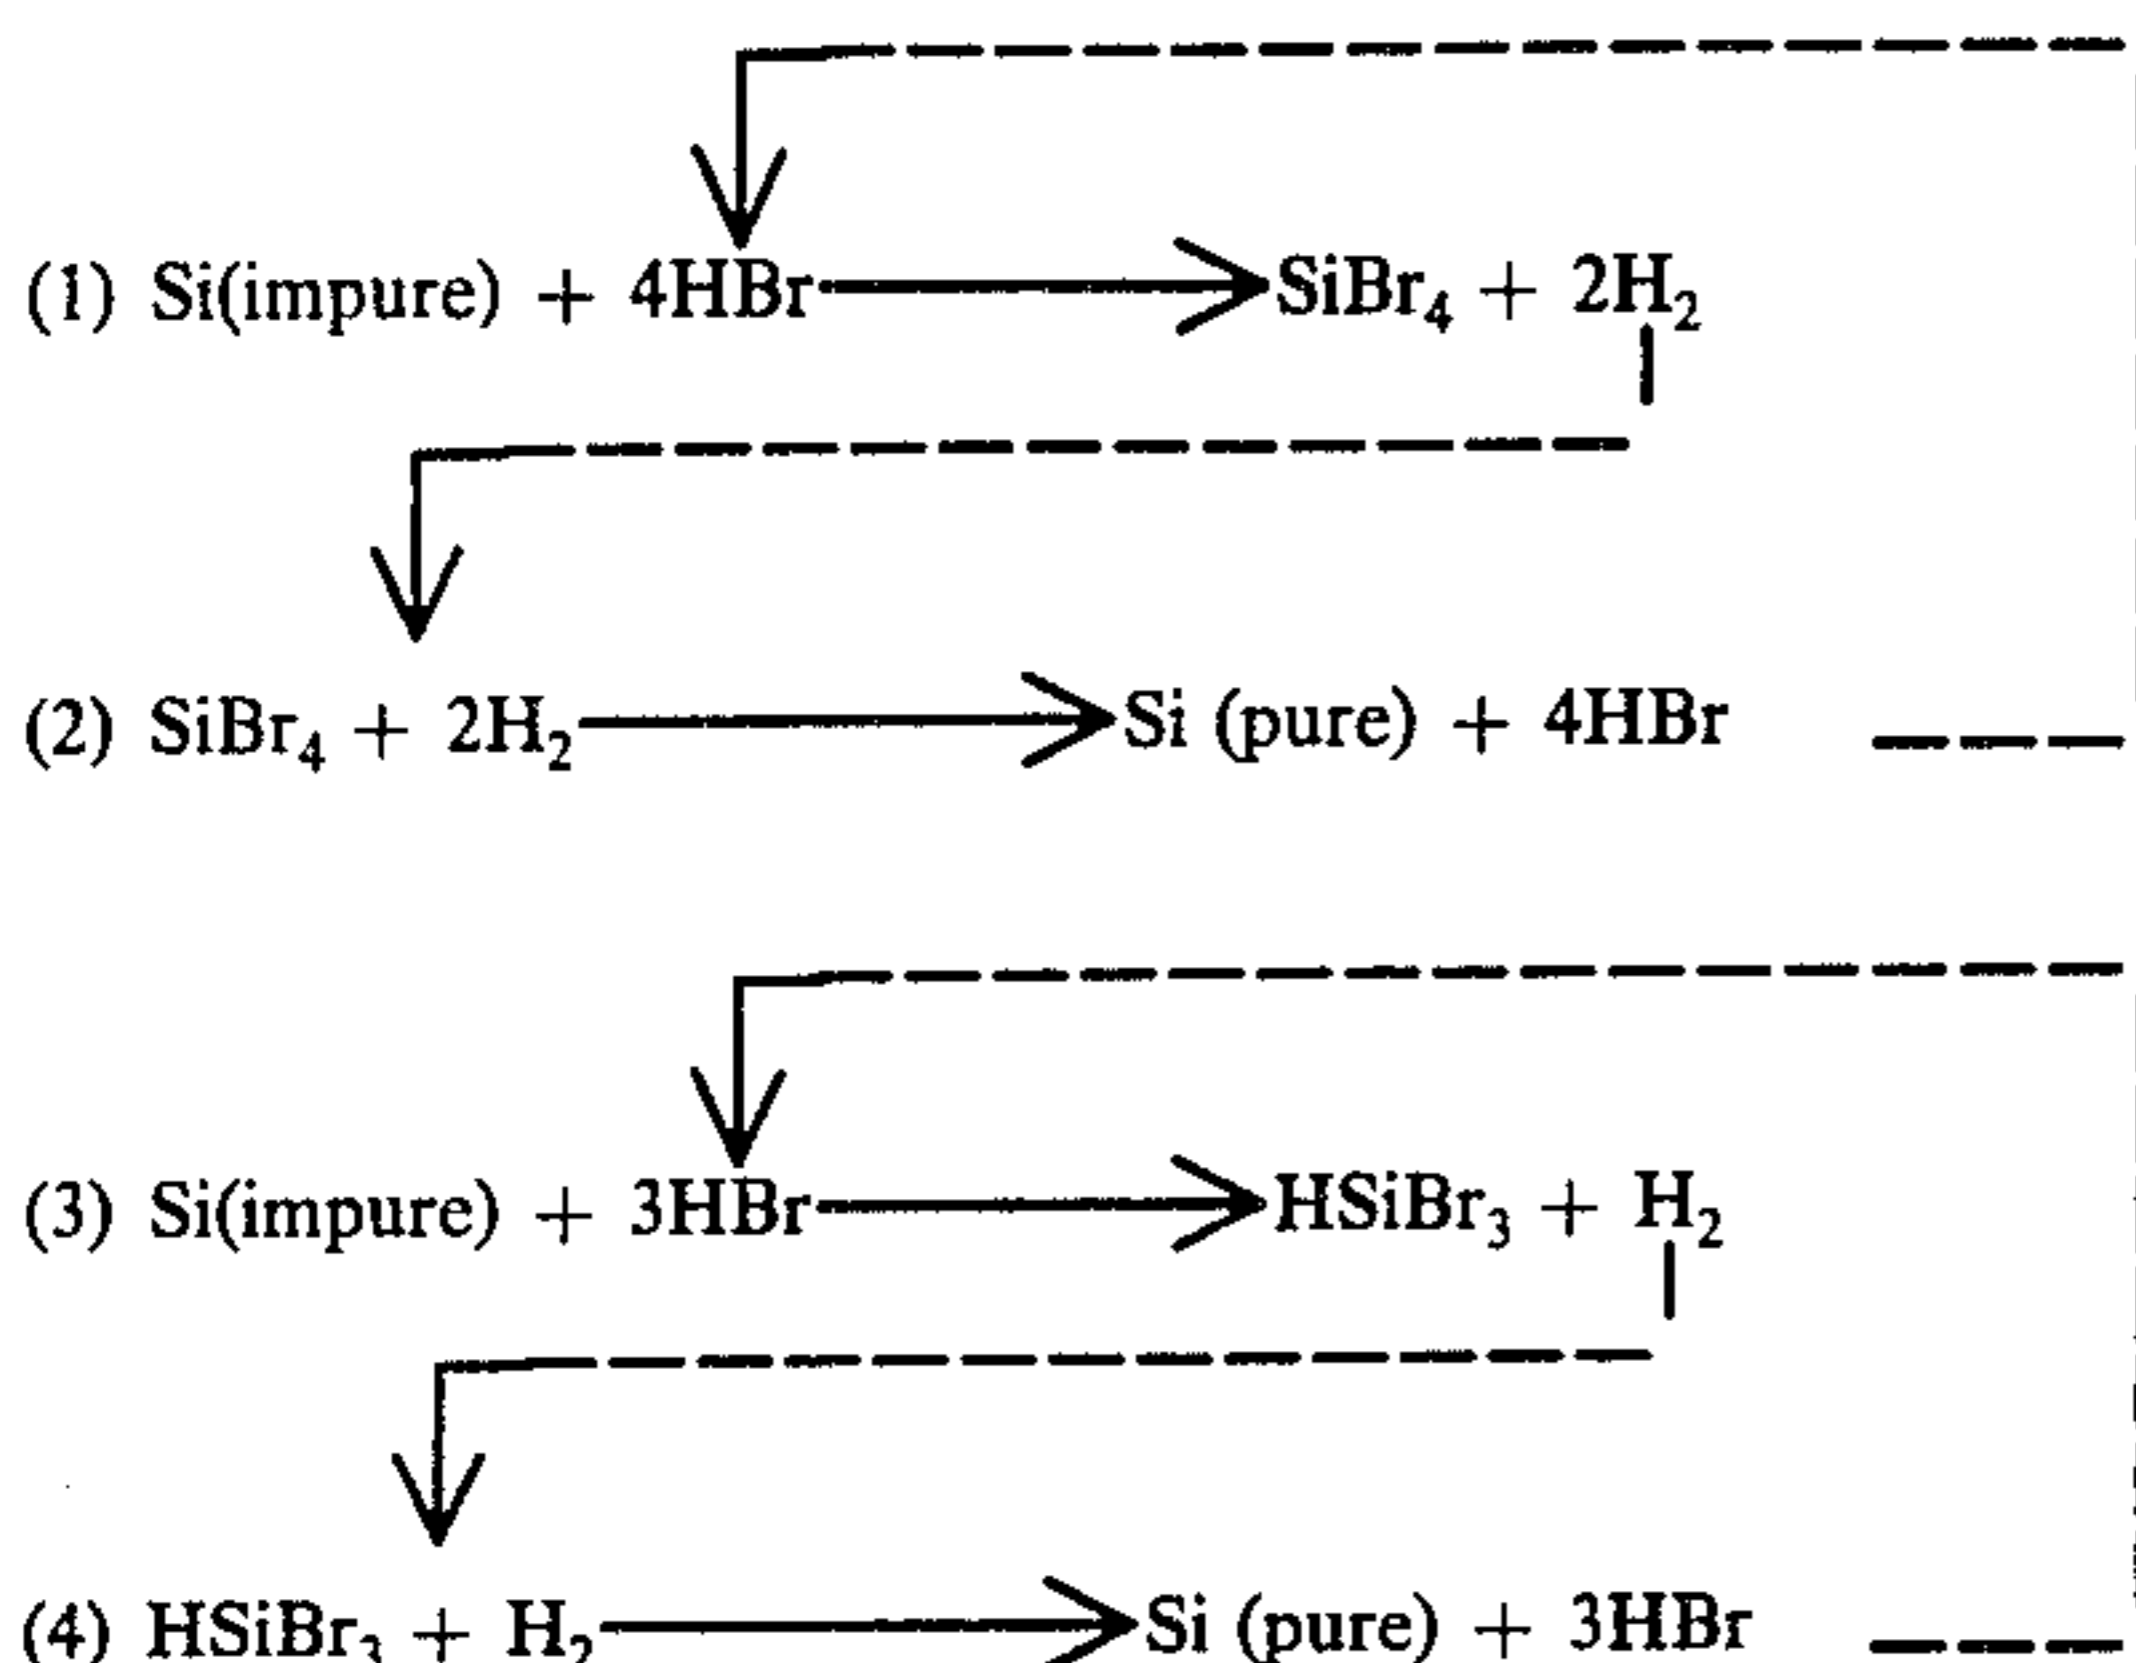 (1) Si(impure) + 4HBr → SiBr₄ + 2H₂
(2) SiBr₄ + 2H₂ → Si (pure) + 4HBr
(3) Si(impure) + 3HBr → HSiBr₃ + H₂
(4) HSiBr₃ + H₂ → Si (pure) + 3HBr